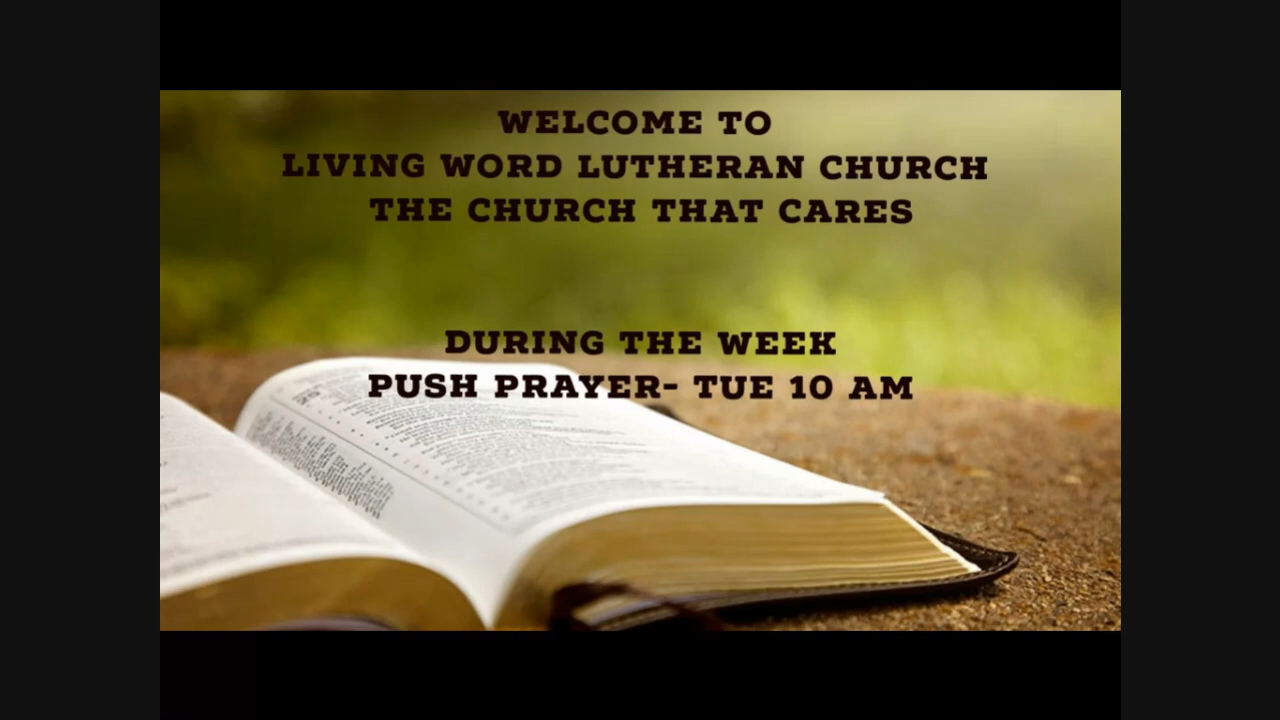 WELCOME TO
LIVING WORD LUTHERAN CHURCH
THE CHURCH THAT CARES
DURING THE WEEK
PUSH PRAYER- TUE 10 AM